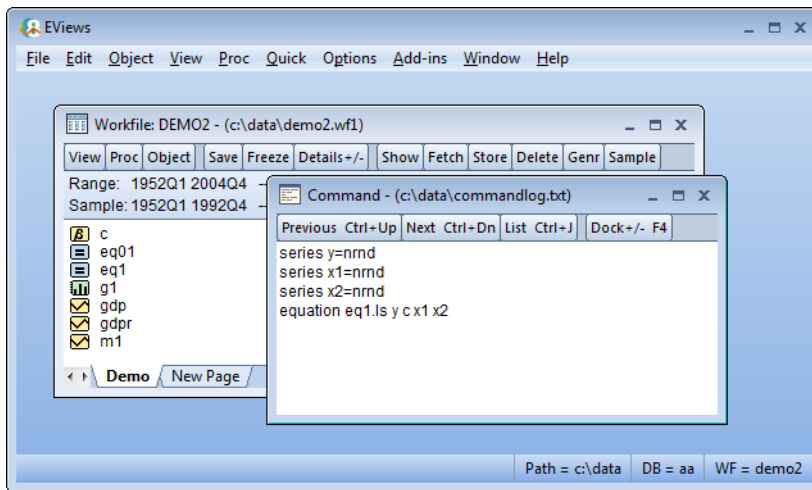 EViews
File Edit Object View Proc Quick Options Add-ins Window Help
Workfile: DEMO2 - (c:\data\demo2.wf1)
View Proc Object Save Freeze Details+/- Show Fetch Store Delete Genr Sample
Range: 1952Q1 2004Q4 --
Sample: 1952Q1 1992Q4 --
β c
eq01
eq1
g1
gdp
gdpr
m1
Demo New Page
Command - (c:\data\commandlog.txt)
Previous Ctrl+Up Next Ctrl+Dn List Ctrl+J Dock+/- F4
series y=nrnd
series x1=nrnd
series x2=nrnd
equation eq1.ls y c x1 x2
Path = c:\data DB = aa WF = demo2